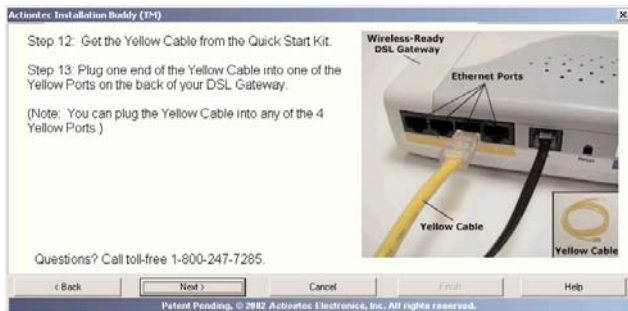 Actiontec Installation Buddy (TM)
Step 12: Get the Yellow Cable from the Quick Start Kit.
Step 13: Plug one end of the Yellow Cable into one of the
Yellow Ports on the back of your DSL Gateway.
(Note: You can plug the Yellow Cable into any of the 4
Yellow Ports.)
Questions? Call toll-free 1-800-247-7285.
Wireless-Ready
DSL Gateway
Ethernet Ports
Reset
Yellow Cable
Yellow Cable
< Back
Next >
Cancel
Finish
Help
Patent Pending, © 2002 Actiontec Electronics, Inc. All rights reserved.